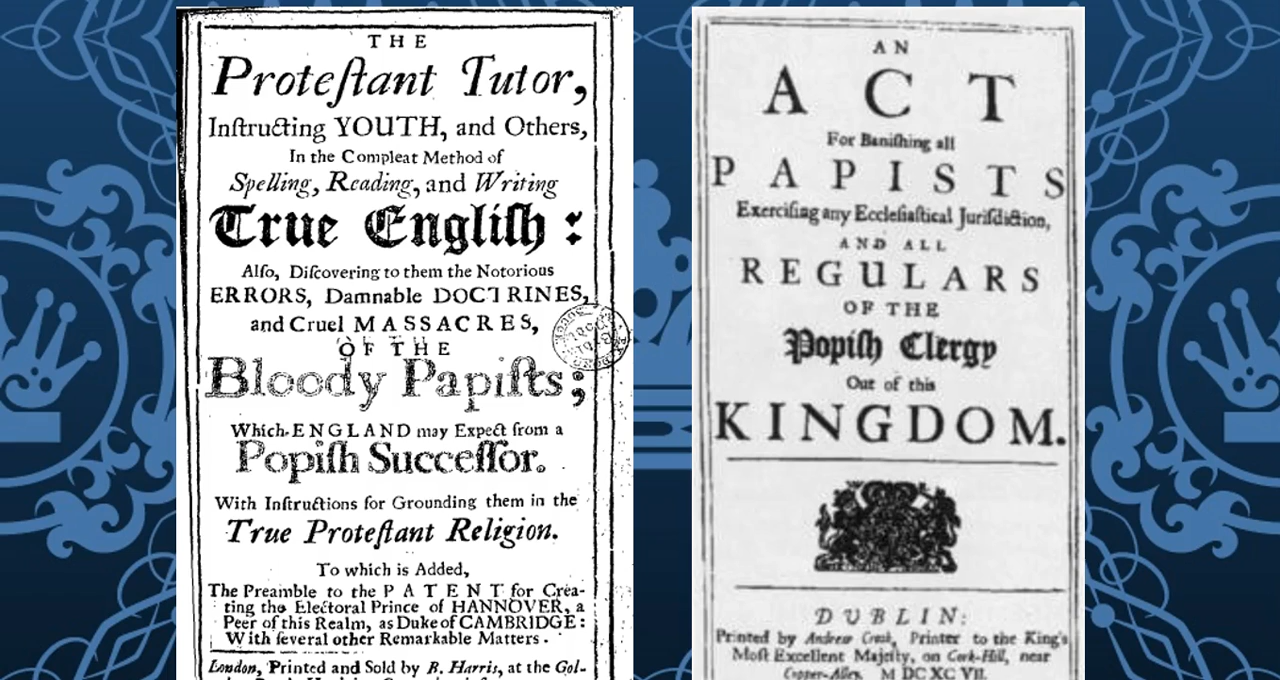 THE
Proteſtant Tutor,
Inſtructing YOUTH, and Others,
In the Compleat Method of
Spelling, Reading, and Writing
True Engliſh:
Alſo, Diſcovering to them the Notorious
ERRORS, Damnable DOCTRINES,
and Cruel MASSACRES,
OF THE
Bloody Papiſts;
Which ENGLAND may Expect from a
Popiſh Succeſſor.
With Inſtructions for Grounding them in the
True Proteſtant Religion.
To which is Added,
The Preamble to the PATENT for Crea-
ting the Electoral Prince of HANNOVER, a
Peer of this Realm, as Duke of CAMBRIDGE:
With ſeveral other Remarkable Matters.
London, Printed and Sold by B. Harris, at the Gol-
AN
ACT
For Baniſhing all
PAPISTS
Exerciſing any Eccleſiaſtical Juriſdiction,
AND ALL
REGULARS
OF THE
Popiſh Clergy
Out of this
KINGDOM.
DUBLIN:
Printed by Andrew Crook, Printer to the King's
Moſt Excellent Majeſty, on Cork-Hill, near
Copper-Alley. MDCXCVII.